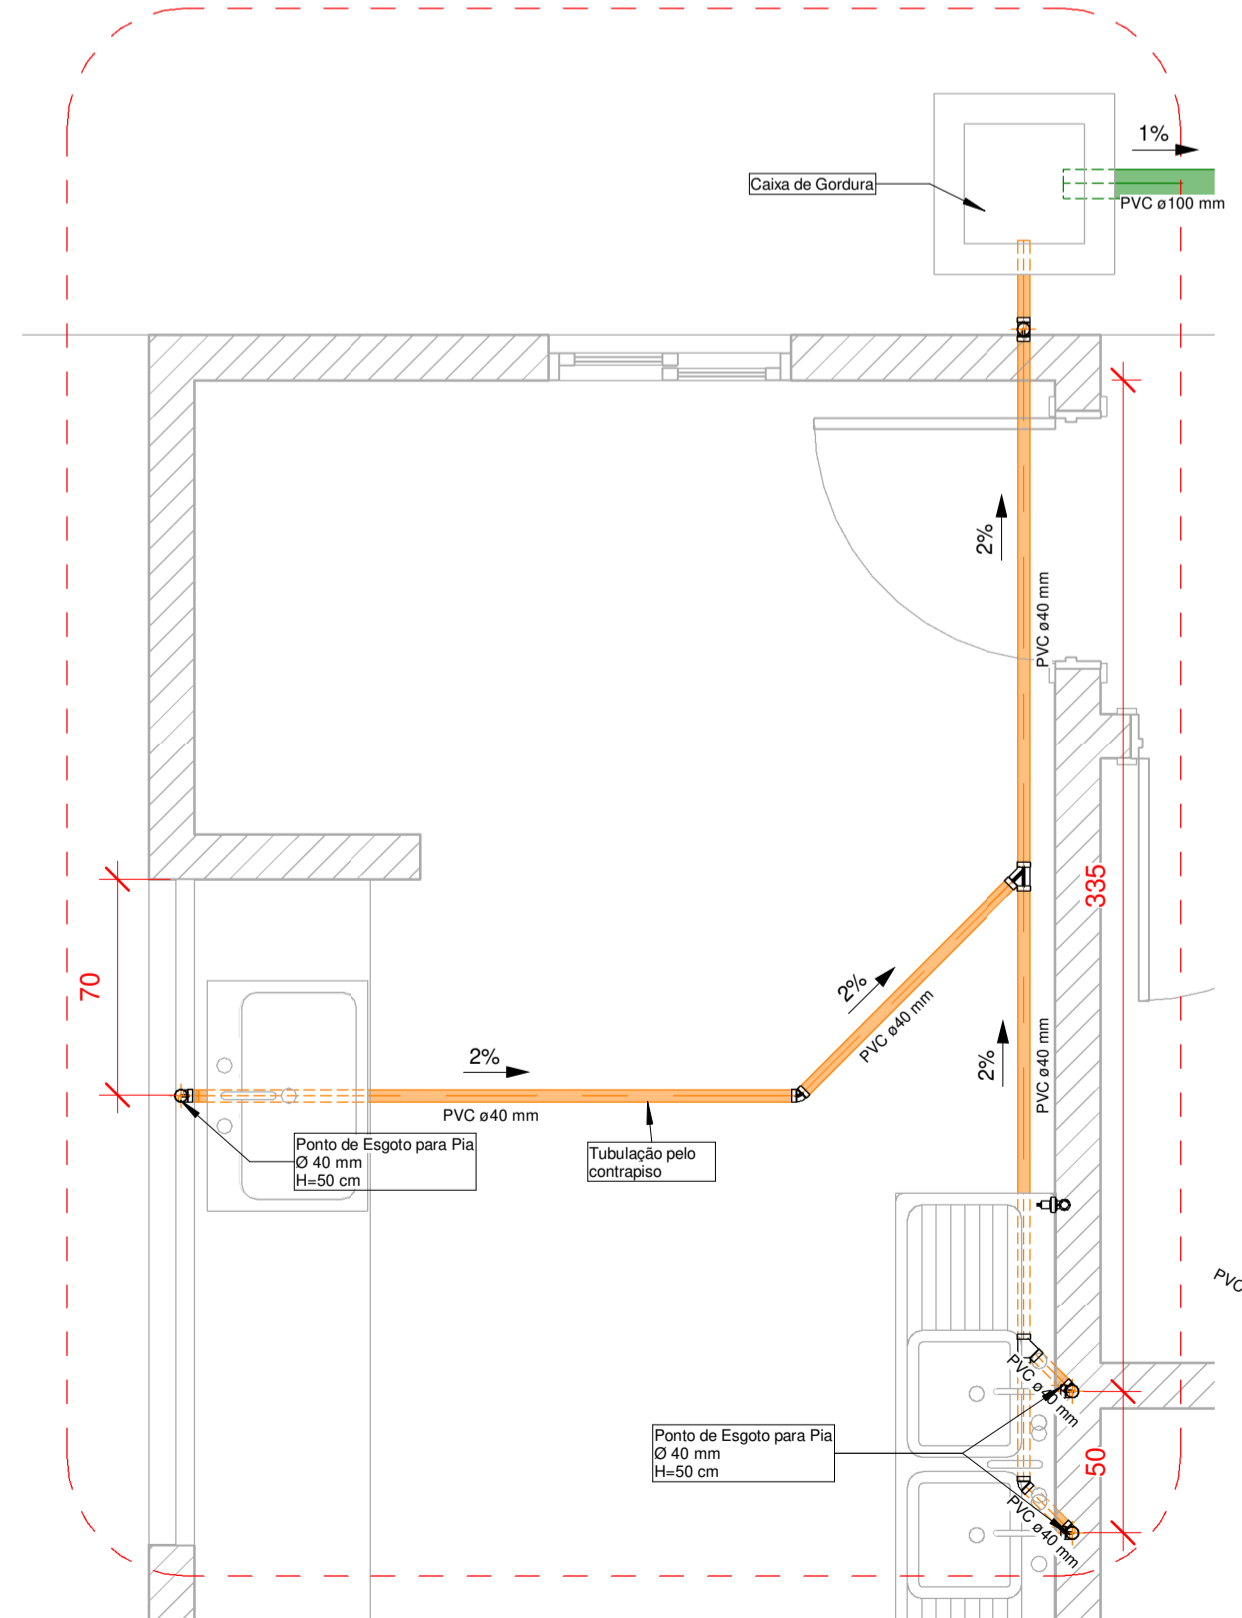 1%
Caixa de Gordura
PVC ø100 mm
2%
PVC ø40 mm
335
70
2%
PVC ø40 mm
2%
PVC ø40 mm
2%
PVC ø40 mm
Ponto de Esgoto para Pia
Ø 40 mm
H=50 cm
Tubulação pelo
contrapiso
PVC
PVC ø40 mm
Ponto de Esgoto para Pia
Ø 40 mm
H=50 cm
50
PVC ø40 mm